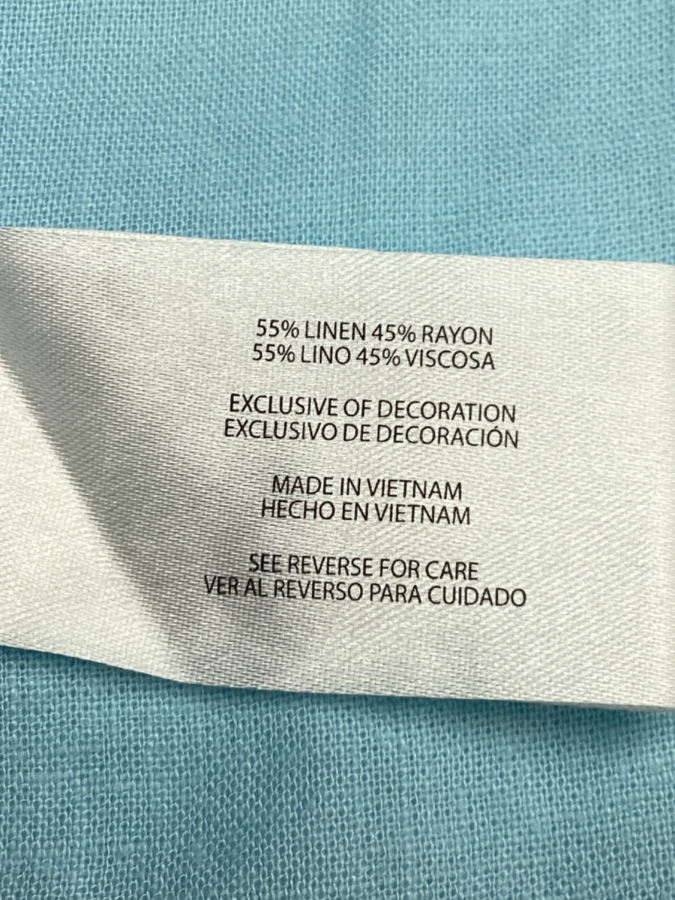 55% LINEN 45% RAYON
55% LINO 45% VISCOSA
EXCLUSIVE OF DECORATION
EXCLUSIVO DE DECORACIÓN
MADE IN VIETNAM
HECHO EN VIETNAM
SEE REVERSE FOR CARE
VER AL REVERSO PARA CUIDADO